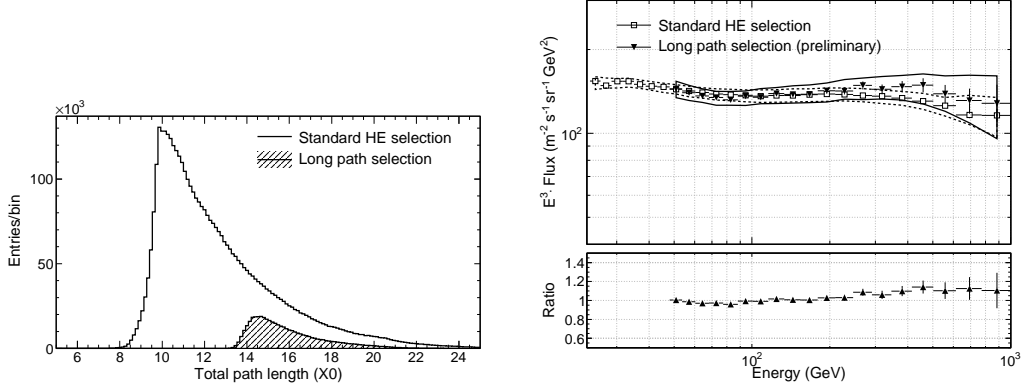 ×10³
Entries/bin
100
50
0
Standard HE selection
Long path selection
6 8 10 12 14 16 18 20 22 24
Total path length (X0)
E³· Flux (m⁻² s⁻¹ sr⁻¹ GeV²)
10²
Standard HE selection
Long path selection (preliminary)
Ratio
1.4
1.2
1
0.8
0.6
10² 10³
Energy (GeV)